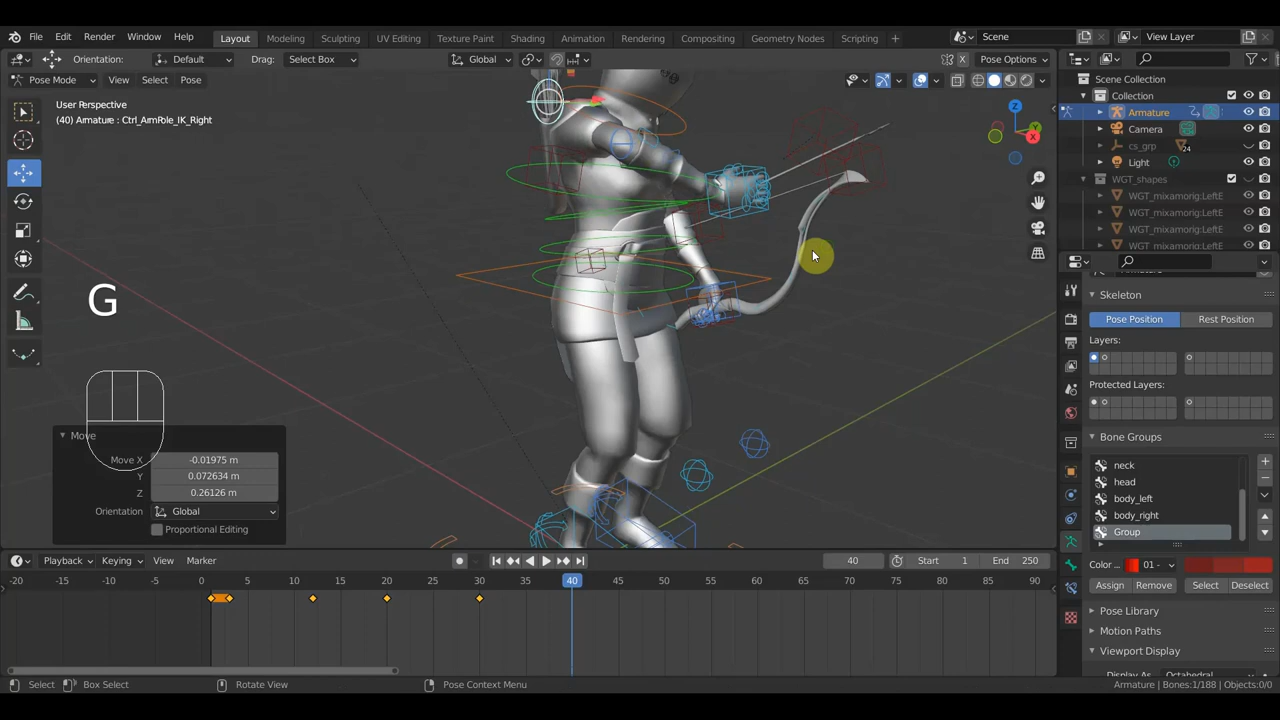 File Edit Render Window Help Layout Modeling Sculpting UV Editing Texture Paint Shading Animation Rendering Compositing Geometry Nodes Scripting + Scene View Layer
Orientation: Default Drag: Select Box Global Pose Options
Pose Mode View Select Pose
User Perspective
(40) Armature : Ctrl_ArmPole_IK_Right
Z
X
Scene Collection
Collection
Armature
Camera
cs_grp 24
Light
WGT_shapes
WGT_mixamorig:LeftE
WGT_mixamorig:LeftE
WGT_mixamorig:LeftE
WGT_mixamorig:LeftE
Skeleton
Pose Position Rest Position
Layers:
Protected Layers:
Bone Groups
neck
head
body_left
body_right
Group
Color ... 01 -
Assign Remove Select Deselect
Pose Library
Motion Paths
Viewport Display
Display As Octahedral
G
Move
Move X -0.01975 m
Y 0.072634 m
Z 0.26126 m
Orientation Global
Proportional Editing
Playback Keying View Marker 40 Start 1 End 250
-20 -15 -10 -5 0 5 10 15 20 25 30 35 40 45 50 55 60 65 70 75 80 85 90
Select Box Select Rotate View Pose Context Menu Armature | Bones:1/188 | Objects:0/0